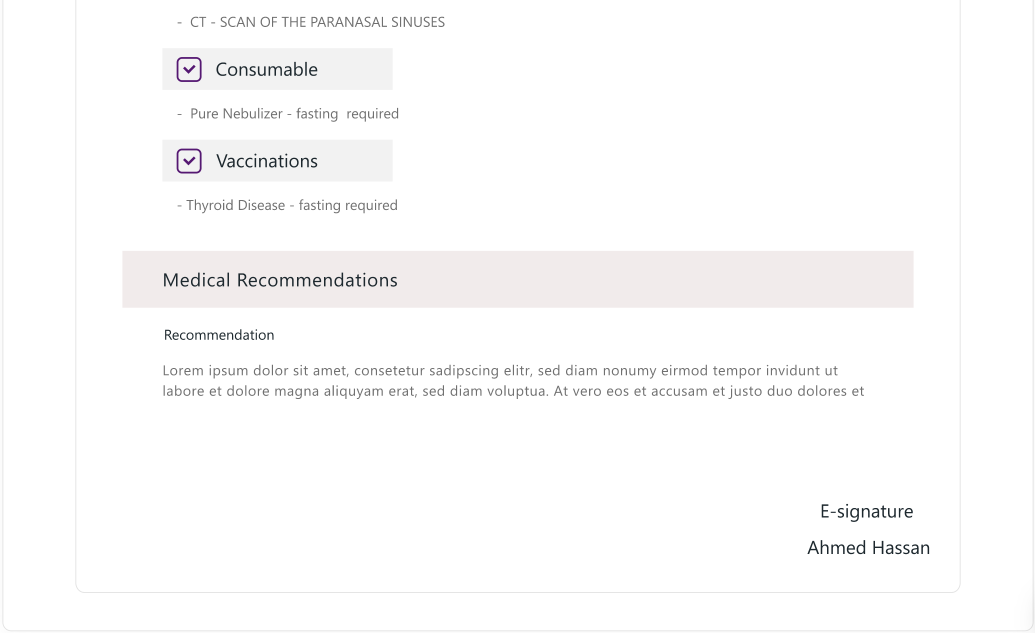 - CT - SCAN OF THE PARANASAL SINUSES
Consumable
- Pure Nebulizer - fasting required
Vaccinations
- Thyroid Disease - fasting required
Medical Recommendations
Recommendation
Lorem ipsum dolor sit amet, consetetur sadipscing elitr, sed diam nonumy eirmod tempor invidunt ut
labore et dolore magna aliquyam erat, sed diam voluptua. At vero eos et accusam et justo duo dolores et
E-signature
Ahmed Hassan